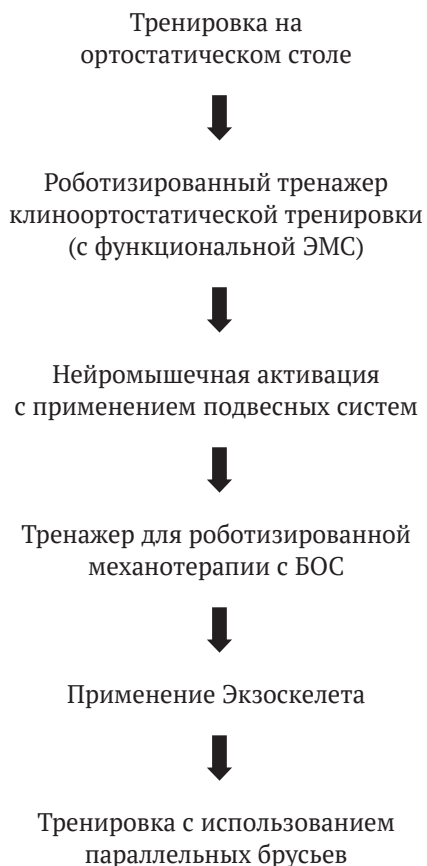 Тренировка на
ортостатическом столе
Роботизированный тренажер
клиноортостатической тренировки
(с функциональной ЭМС)
Нейромышечная активация
с применением подвесных систем
Тренажер для роботизированной
механотерапии с БОС
Применение Экзоскелета
Тренировка с использованием
параллельных брусьев